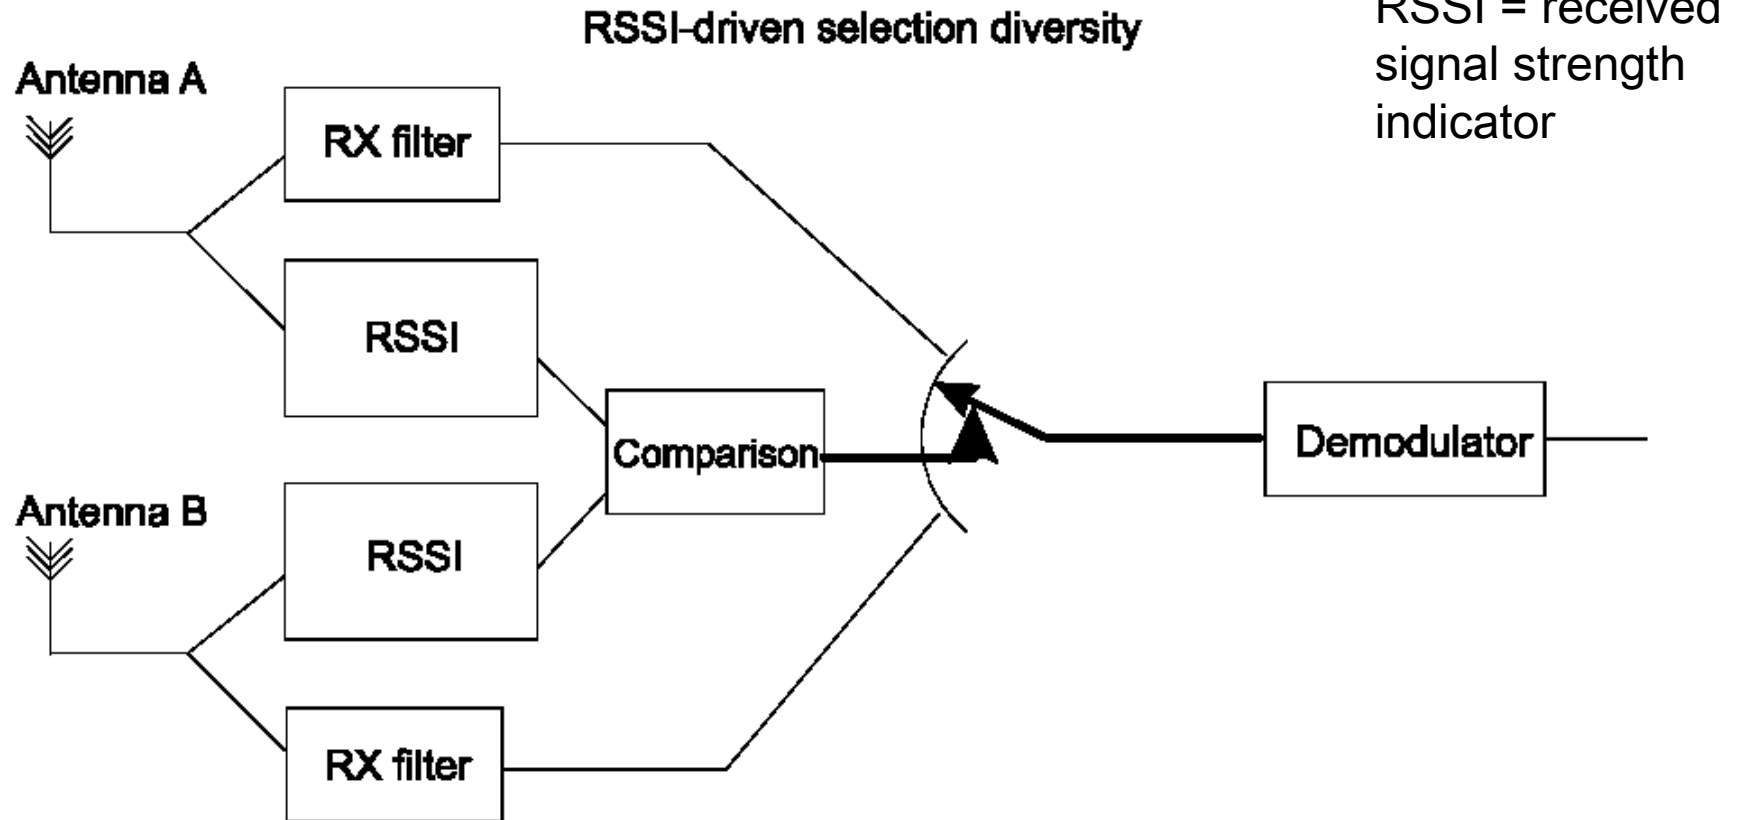 RSSI-driven selection diversity
RSSI = received
signal strength
indicator
Antenna A
RX filter
RSSI
Comparison
Demodulator
Antenna B
RSSI
RX filter